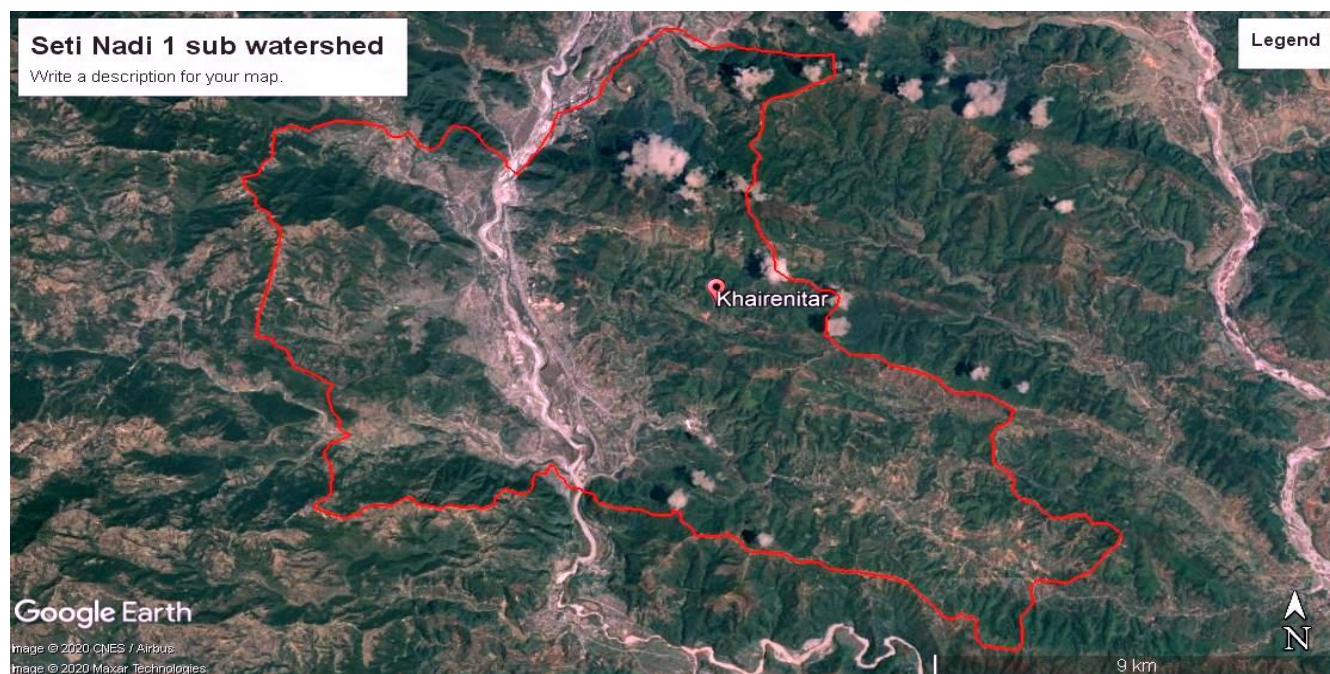 Seti Nadi 1 sub watershed
Write a description for your map.
Legend
Khairenitar
Google Earth
Image © 2020 CNES / Airbus
Image © 2020 Maxar Technologies
N
9 km